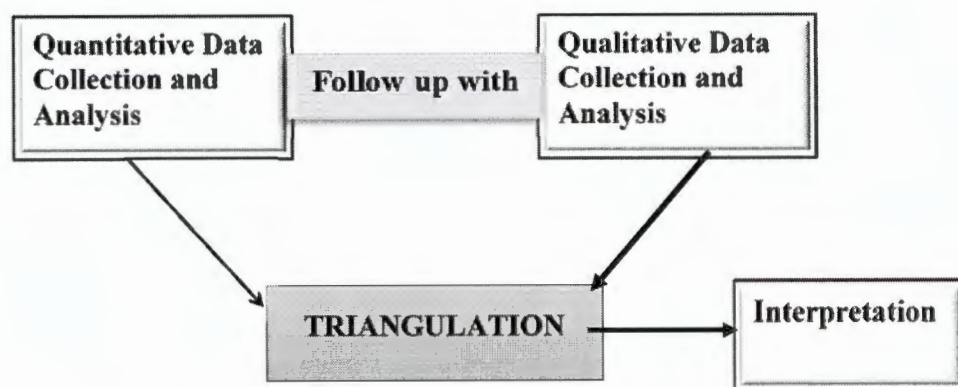 Quantitative Data
Collection and
Analysis
Follow up with
Qualitative Data
Collection and
Analysis
TRIANGULATION
Interpretation